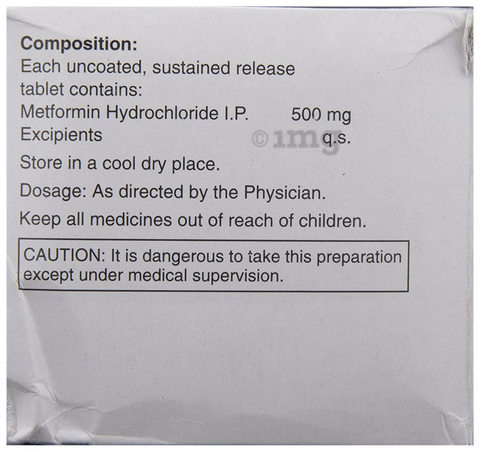 Composition:
Each uncoated, sustained release
tablet contains:
Metformin Hydrochloride I.P. 500 mg
Excipients q.s.
©1mg
Store in a cool dry place.
Dosage: As directed by the Physician.
Keep all medicines out of reach of children.
CAUTION: It is dangerous to take this preparation
except under medical supervision.